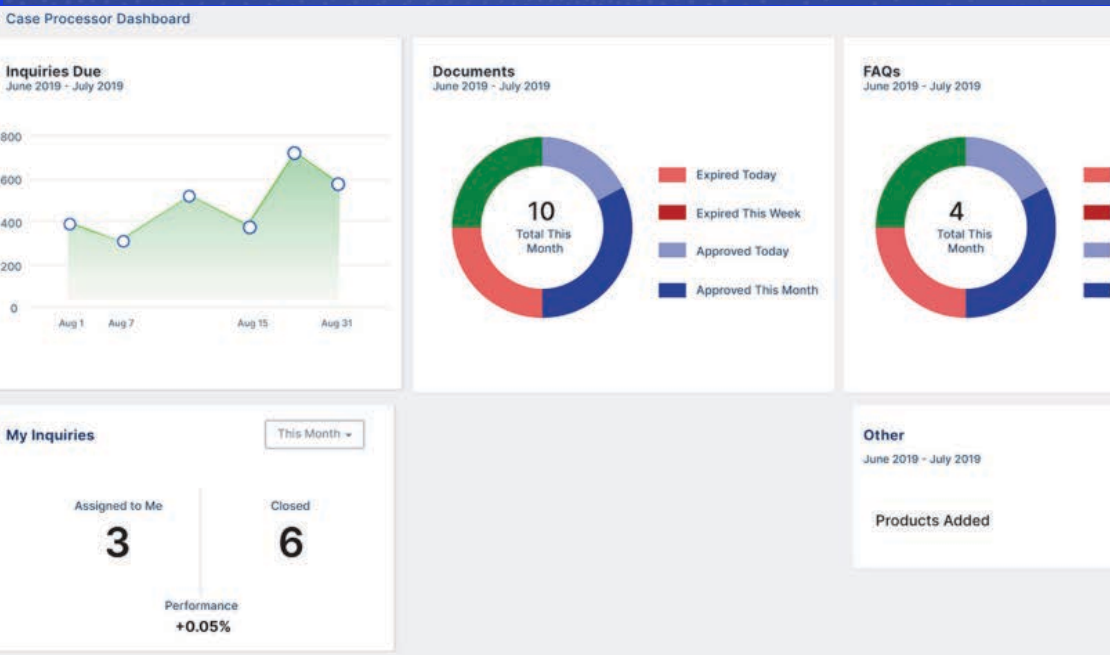 Case Processor Dashboard
Inquiries Due
June 2019 - July 2019
800
600
400
200
0
Aug 1
Aug 7
Aug 15
Aug 31
Documents
June 2019 - July 2019
10
Total This
Month
Expired Today
Expired This Week
Approved Today
Approved This Month
FAQs
June 2019 - July 2019
4
Total This
Month
My Inquiries
This Month
Assigned to Me
3
Closed
6
Performance
+0.05%
Other
June 2019 - July 2019
Products Added